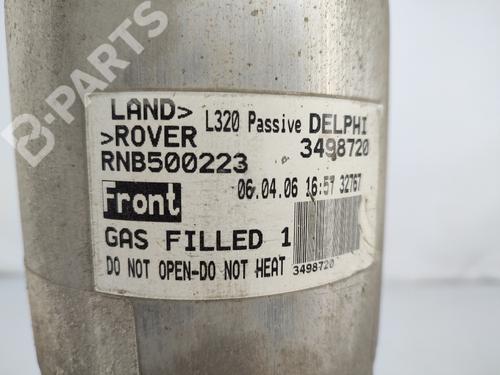 B-PARTS
LAND> L320 Passive DELPHI
>ROVER 3498720
RNB500223 06.04.06 16:57 32767
Front
GAS FILLED 1
DO NOT OPEN-DO NOT HEAT 3498720